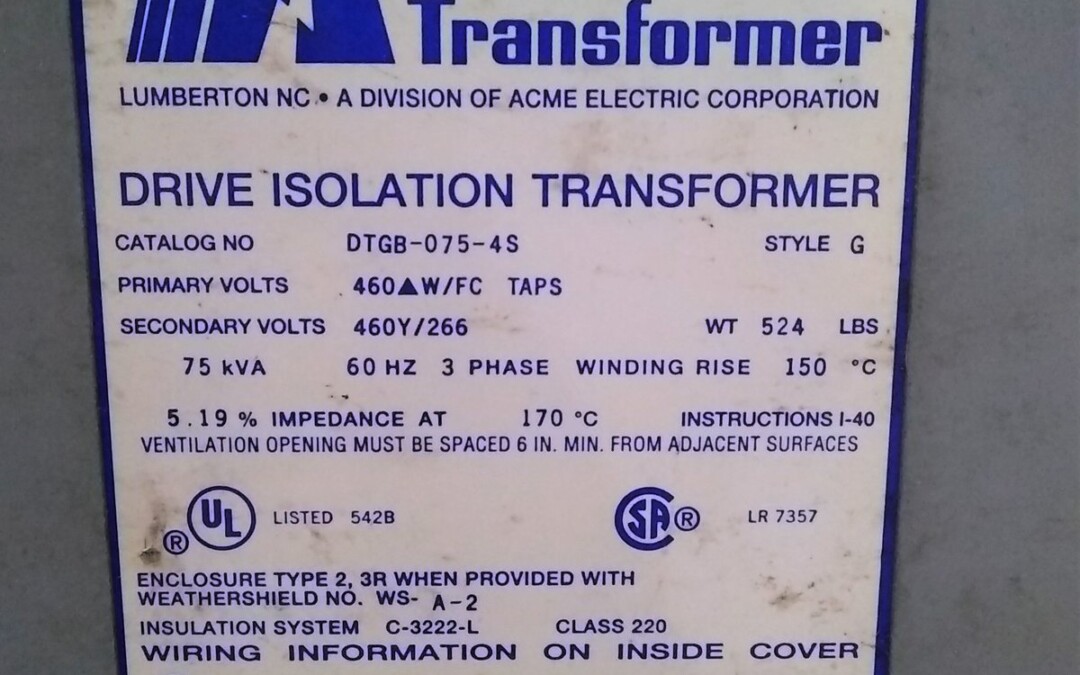 Transformer
LUMBERTON NC • A DIVISION OF ACME ELECTRIC CORPORATION
DRIVE ISOLATION TRANSFORMER
CATALOG NO DTGB-075-4S STYLE G
PRIMARY VOLTS 460▲W/FC TAPS
SECONDARY VOLTS 460Y/266 WT 524 LBS
75 kVA 60 HZ 3 PHASE WINDING RISE 150 °C
5.19 % IMPEDANCE AT 170 °C INSTRUCTIONS I-40
VENTILATION OPENING MUST BE SPACED 6 IN. MIN. FROM ADJACENT SURFACES
® UL LISTED 542B SA ® LR 7357
ENCLOSURE TYPE 2, 3R WHEN PROVIDED WITH
WEATHERSHIELD NO. WS- A-2
INSULATION SYSTEM C-3222-L CLASS 220
WIRING INFORMATION ON INSIDE COVER